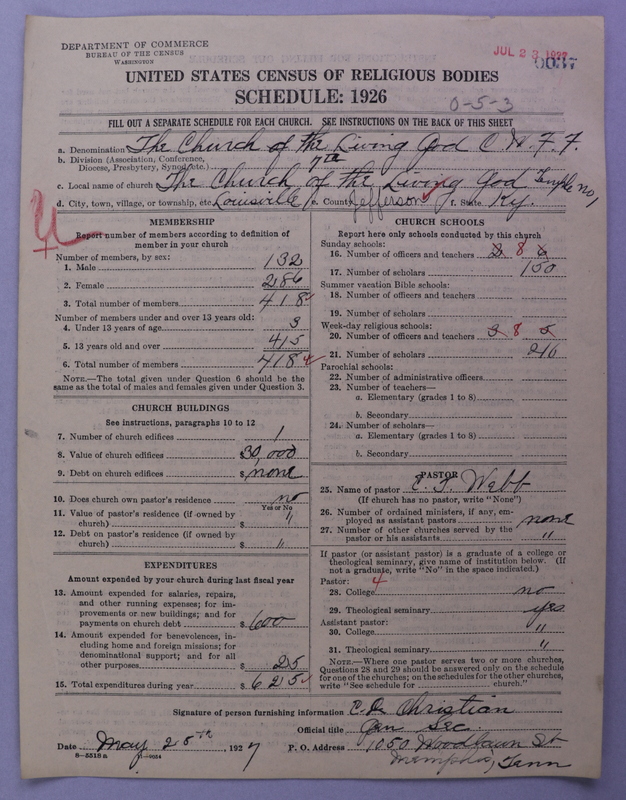 DEPARTMENT OF COMMERCE
BUREAU OF THE CENSUS
WASHINGTON
JUL 23 1927
0037
UNITED STATES CENSUS OF RELIGIOUS BODIES
SCHEDULE: 1926
0-5-3
FILL OUT A SEPARATE SCHEDULE FOR EACH CHURCH. SEE INSTRUCTIONS ON THE BACK OF THIS SHEET
a. Denomination The Church of the Living God C. W. F. F.
b. Division (Association, Conference,
Diocese, Presbytery, Synod, etc.) 7th
c. Local name of church The Church of the Living God Temple no 1
d. City, town, village, or township, etc. Louisville e. County Jefferson f. State Ky.
MEMBERSHIP
Report number of members according to definition of
member in your church
Number of members, by sex:
1. Male 132
2. Female 286
3. Total number of members 418
Number of members under and over 13 years old:
4. Under 13 years of age 3
5. 13 years old and over 415
6. Total number of members 418
NOTE.—The total given under Question 6 should be the
same as the total of males and females given under Question 3.
CHURCH BUILDINGS
See instructions, paragraphs 10 to 12
7. Number of church edifices 1
8. Value of church edifices $30,000
9. Debt on church edifices $ none
10. Does church own pastor's residence no
Yes or No
11. Value of pastor's residence (if owned by
church) $ "
12. Debt on pastor's residence (if owned by
church) $ "
EXPENDITURES
Amount expended by your church during last fiscal year
13. Amount expended for salaries, repairs,
and other running expenses; for im-
provements or new buildings; and for
payments on church debt $ 600
14. Amount expended for benevolences, in-
cluding home and foreign missions; for
denominational support; and for all
other purposes $ 25
15. Total expenditures during year $ 625
CHURCH SCHOOLS
Report here only schools conducted by this church
Sunday schools:
16. Number of officers and teachers 2 8 6
17. Number of scholars 150
Summer vacation Bible schools:
18. Number of officers and teachers
19. Number of scholars
Week-day religious schools:
20. Number of officers and teachers 3 8 5
21. Number of scholars 216
Parochial schools:
22. Number of administrative officers
23. Number of teachers—
a. Elementary (grades 1 to 8)
b. Secondary
24. Number of scholars—
a. Elementary (grades 1 to 8)
b. Secondary
PASTOR
25. Name of pastor Webb
(If church has no pastor, write "None")
26. Number of ordained ministers, if any, em-
ployed as assistant pastors none
27. Number of other churches served by the
pastor or his assistants "
If pastor (or assistant pastor) is a graduate of a college or
theological seminary, give name of institution below. (If
not a graduate, write "No" in the space indicated.)
Pastor: 4
28. College no
29. Theological seminary yes
Assistant pastor:
30. College "
31. Theological seminary "
NOTE.—Where one pastor serves two or more churches,
Questions 28 and 29 should be answered only on the schedule
for one of the churches; on the schedules for the other churches,
write "See schedule for church."
Signature of person furnishing information Christian
Official title Gen Sec.
Date May 25th, 1927 P. O. Address 1050 Woodlawn St
8—5518a
Memphis, Tenn